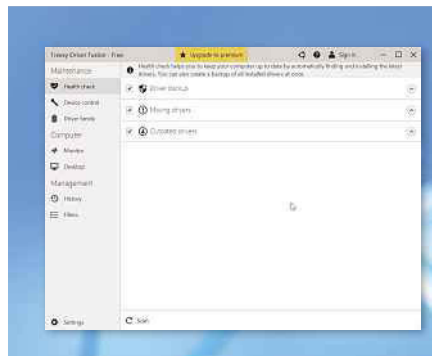 Treexy Driver Fusion - Free
Upgrade to premium
Sign in...
Maintenance
Health check helps you to keep your computer up to date by automatically finding and installing the latest
drivers. You can also create a backup of all installed drivers at once.
Health check
Driver backup
Device control
Missing drivers
Driver family
Outdated drivers
Computer
Monitor
Desktop
Management
History
Filters
Settings
Scan